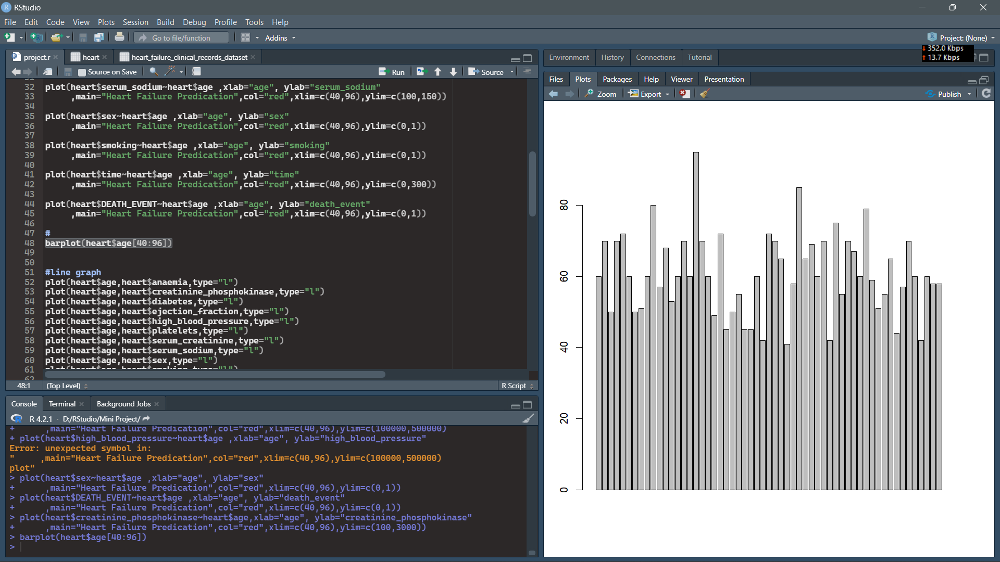 RStudio
File Edit Code View Plots Session Build Debug Profile Tools Help
Go to file/function Addins Project: (None)
352.0 Kbps
13.7 Kbps
project.r heart heart_failure_clinical_records_dataset
Source on Save Run Source
32 plot(heart$serum_sodium~heart$age ,xlab="age", ylab="serum_sodium"
33 ,main="Heart Failure Predication",col="red",xlim=c(40,96),ylim=c(100,150))
34
35 plot(heart$sex~heart$age ,xlab="age", ylab="sex"
36 ,main="Heart Failure Predication",col="red",xlim=c(40,96),ylim=c(0,1))
37
38 plot(heart$smoking~heart$age ,xlab="age", ylab="smoking"
39 ,main="Heart Failure Predication",col="red",xlim=c(40,96),ylim=c(0,1))
40
41 plot(heart$time~heart$age ,xlab="age", ylab="time"
42 ,main="Heart Failure Predication",col="red",xlim=c(40,96),ylim=c(0,300))
43
44 plot(heart$DEATH_EVENT~heart$age ,xlab="age", ylab="death_event"
45 ,main="Heart Failure Predication",col="red",xlim=c(40,96),ylim=c(0,1))
46
47 #
48 barplot(heart$age[40:96])
49
50
51 #line graph
52 plot(heart$age,heart$anaemia,type="l")
53 plot(heart$age,heart$creatinine_phosphokinase,type="l")
54 plot(heart$age,heart$diabetes,type="l")
55 plot(heart$age,heart$ejection_fraction,type="l")
56 plot(heart$age,heart$high_blood_pressure,type="l")
57 plot(heart$age,heart$platelets,type="l")
58 plot(heart$age,heart$serum_creatinine,type="l")
59 plot(heart$age,heart$serum_sodium,type="l")
60 plot(heart$age,heart$sex,type="l")
61 plot(heart$age,heart$smoking,type="l")
62
48:1 (Top Level) R Script
Console Terminal Background Jobs
R 4.2.1 · D:/RStudio/Mini Project/
+ ,main="Heart Failure Predication",col="red",xlim=c(40,96),ylim=c(100000,500000)
+ plot(heart$high_blood_pressure~heart$age ,xlab="age", ylab="high_blood_pressure"
Error: unexpected symbol in:
" ,main="Heart Failure Predication",col="red",xlim=c(40,96),ylim=c(100000,500000)
plot"
> plot(heart$sex~heart$age ,xlab="age", ylab="sex"
+ ,main="Heart Failure Predication",col="red",xlim=c(40,96),ylim=c(0,1))
> plot(heart$DEATH_EVENT~heart$age ,xlab="age", ylab="death_event"
+ ,main="Heart Failure Predication",col="red",xlim=c(40,96),ylim=c(0,1))
> plot(heart$creatinine_phosphokinase~heart$age,xlab="age", ylab="creatinine_phosphokinase"
+ ,main="Heart Failure Predication",col="red",xlim=c(40,96),ylim=c(100,3000))
> barplot(heart$age[40:96])
>
Environment History Connections Tutorial
Files Plots Packages Help Viewer Presentation
Zoom Export Publish
80
60
40
20
0